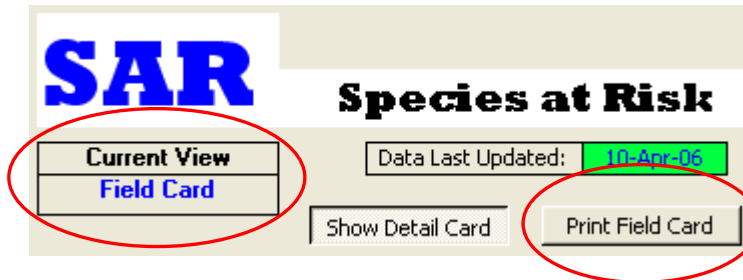 SAR
Species at Risk
Current View
Data Last Updated: 10-Apr-06
Field Card
Show Detail Card
Print Field Card